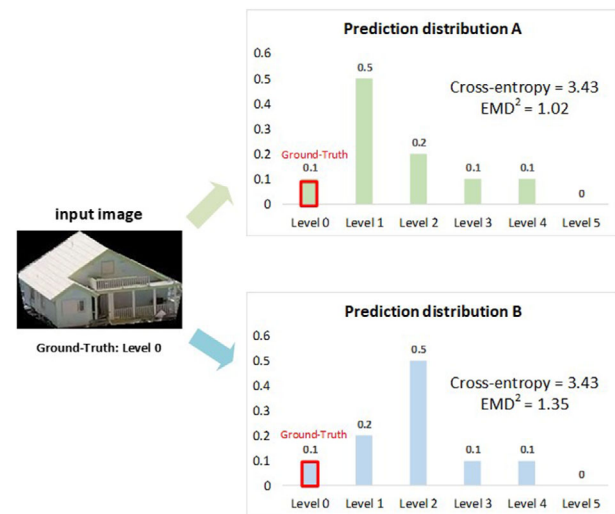 Prediction distribution A
0.6
0.5
0.4
0.3
0.2
0.1
0
0.5
0.2
0.1
0.1
0.1
0
Ground-Truth
Cross-entropy = 3.43
EMD² = 1.02
Level 0 Level 1 Level 2 Level 3 Level 4 Level 5
input image
Ground-Truth: Level 0
Prediction distribution B
0.6
0.5
0.4
0.3
0.2
0.1
0
0.5
0.2
0.1
0.1
0.1
0
Ground-Truth
Cross-entropy = 3.43
EMD² = 1.35
Level 0 Level 1 Level 2 Level 3 Level 4 Level 5